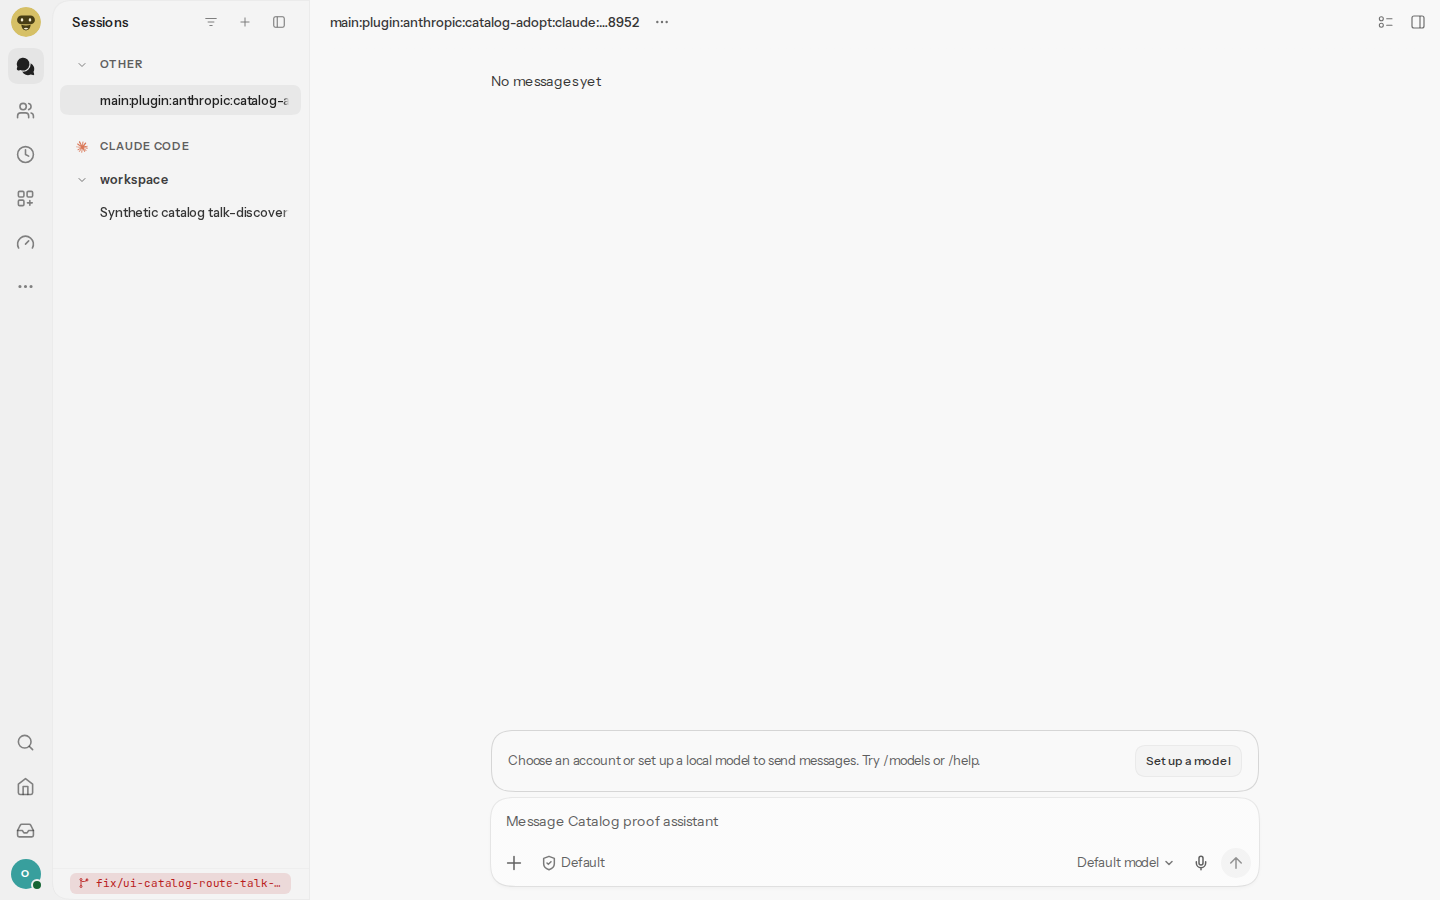 Sessions
main:plugin:anthropic:catalog-adopt:claude:...8952
OTHER
main:plugin:anthropic:catalog-a
CLAUDE CODE
workspace
Synthetic catalog talk-discover
No messages yet
Choose an account or set up a local model to send messages. Try /models or /help.
Set up a model
Message Catalog proof assistant
Default
Default model
O
fix/ui-catalog-route-talk-…